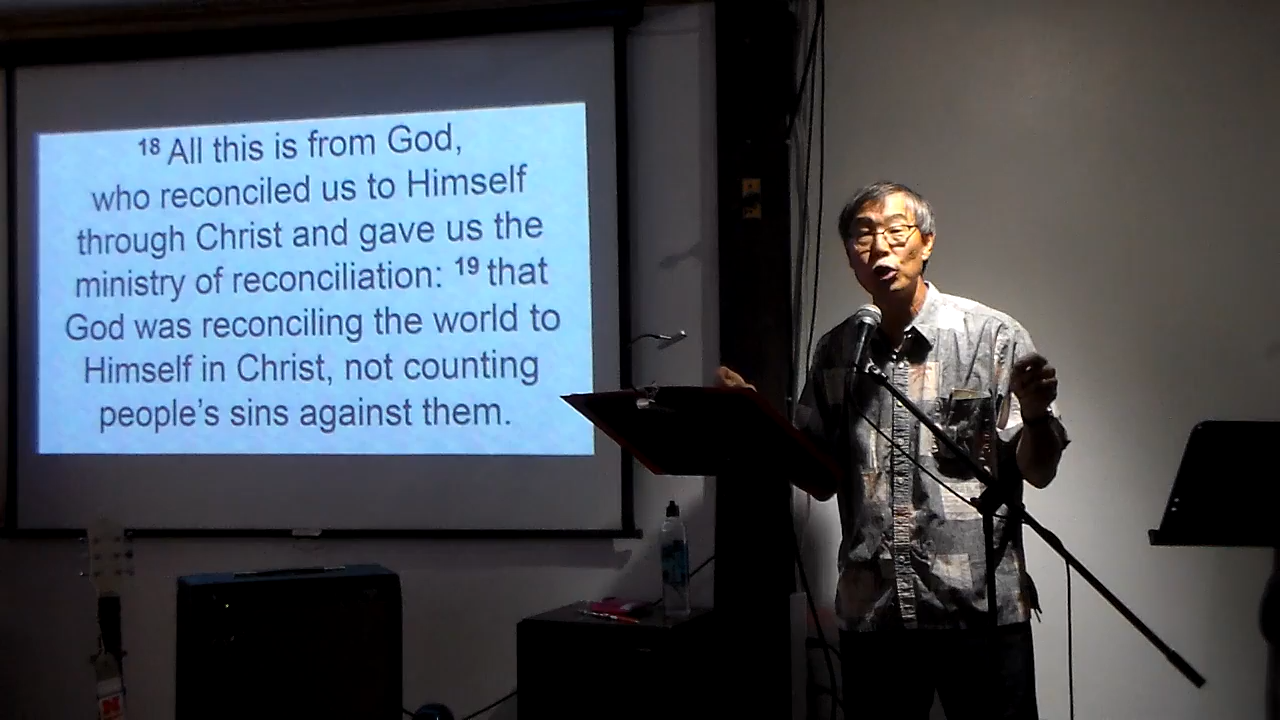 18 All this is from God,
who reconciled us to Himself
through Christ and gave us the
ministry of reconciliation: 19 that
God was reconciling the world to
Himself in Christ, not counting
people's sins against them.